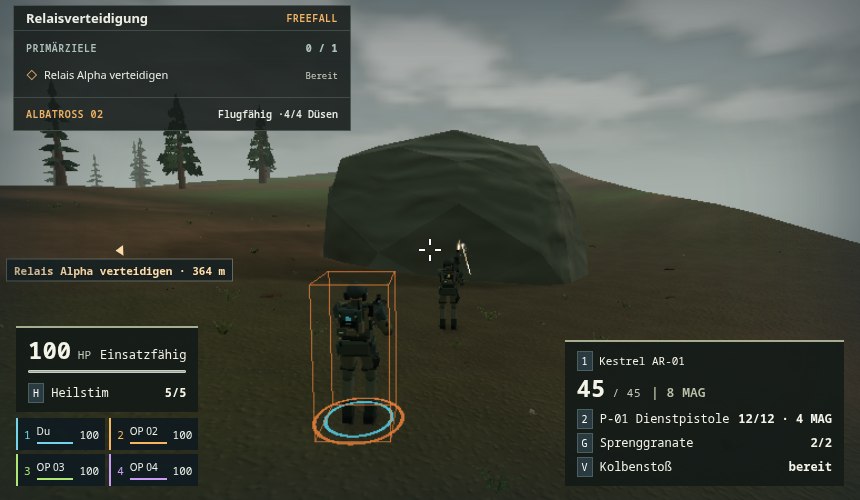 Relaisverteidigung FREEFALL
PRIMÄRZIELE 0 / 1
Relais Alpha verteidigen Bereit
ALBATROSS 02 Flugfähig ·4/4 Düsen
Relais Alpha verteidigen · 364 m
100 HP Einsatzfähig
H Heilstim 5/5
1 Du 100 2 OP 02 100
3 OP 03 100 4 OP 04 100
1 Kestrel AR-01
45 / 45 | 8 MAG
2 P-01 Dienstpistole 12/12 · 4 MAG
G Sprenggranate 2/2
V Kolbenstoß bereit